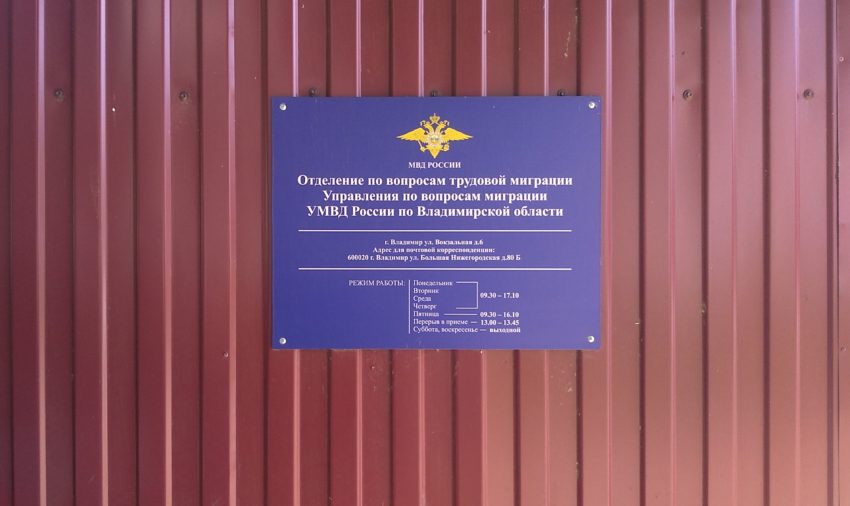 МВД РОССИИ
Отделение по вопросам трудовой миграции
Управления по вопросам миграции
УМВД России по Владимирской области
г. Владимир ул. Вокзальная д.6
Адрес для почтовой корреспонденции:
600020 г. Владимир ул. Большая Нижегородская д.80 Б
РЕЖИМ РАБОТЫ: Понедельник
Вторник
Среда 09.30 – 17.10
Четверг
Пятница 09.30 – 16.10
Перерыв в приеме — 13.00 – 13.45
Суббота, воскресенье — выходной